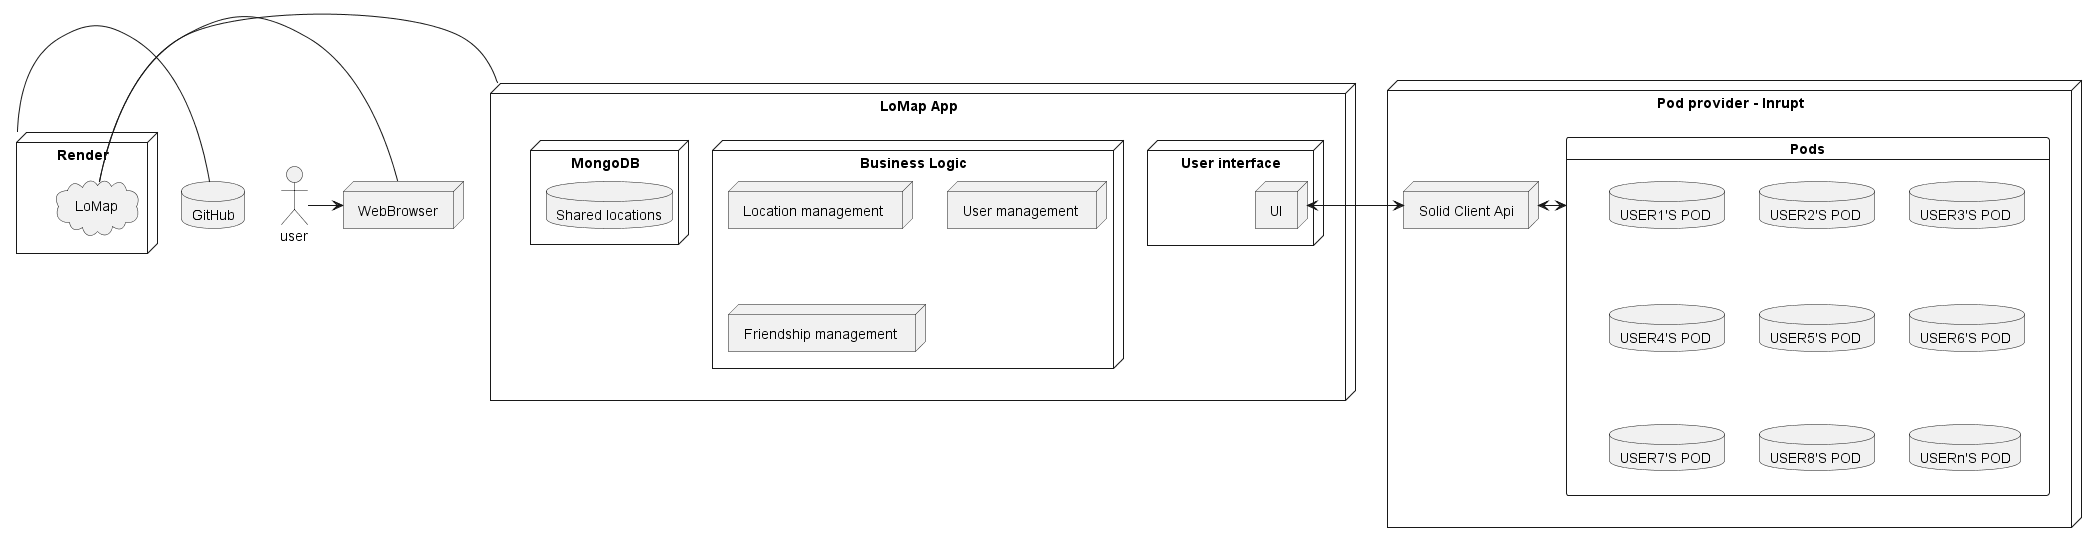 Render
LoMap
GitHub
user
WebBrowser
LoMap App
MongoDB
Shared locations
Business Logic
Location management
User management
Friendship management
User interface
UI
Pod provider - Inrupt
Solid Client Api
Pods
USER1'S POD
USER2'S POD
USER3'S POD
USER4'S POD
USER5'S POD
USER6'S POD
USER7'S POD
USER8'S POD
USERn'S POD